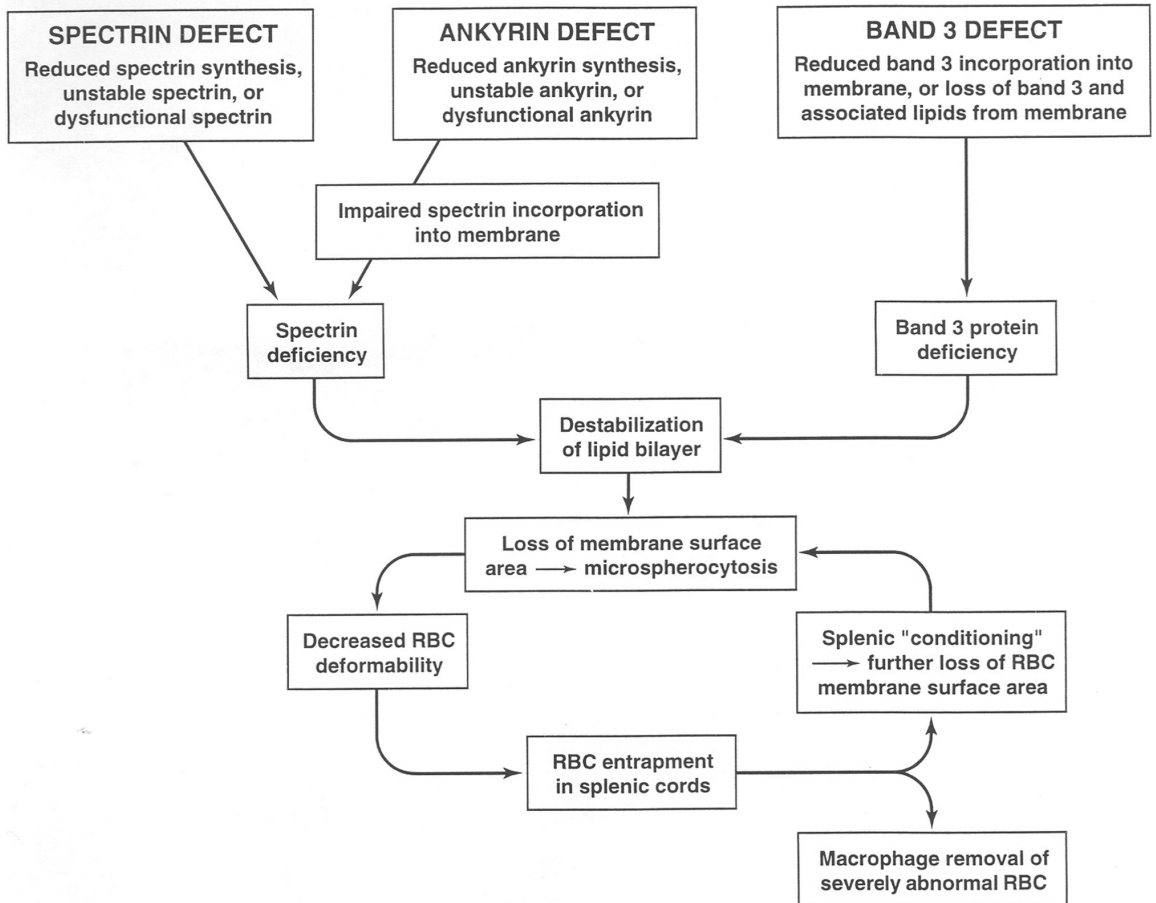 SPECTRIN DEFECT
Reduced spectrin synthesis,
unstable spectrin, or
dysfunctional spectrin
ANKYRIN DEFECT
Reduced ankyrin synthesis,
unstable ankyrin, or
dysfunctional ankyrin
BAND 3 DEFECT
Reduced band 3 incorporation into
membrane, or loss of band 3 and
associated lipids from membrane
Impaired spectrin incorporation
into membrane
Spectrin
deficiency
Band 3 protein
deficiency
Destabilization
of lipid bilayer
Loss of membrane surface
area → microspherocytosis
Decreased RBC
deformability
Splenic "conditioning"
→ further loss of RBC
membrane surface area
RBC entrapment
in splenic cords
Macrophage removal of
severely abnormal RBC